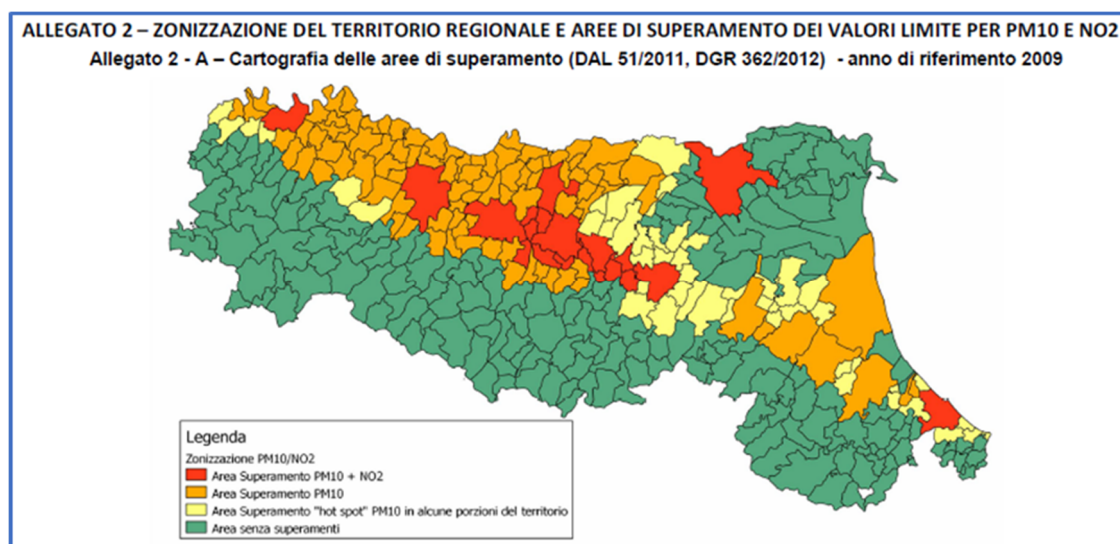 ALLEGATO 2 – ZONIZZAZIONE DEL TERRITORIO REGIONALE E AREE DI SUPERAMENTO DEI VALORI LIMITE PER PM10 E NO2
Allegato 2 - A – Cartografia delle aree di superamento (DAL 51/2011, DGR 362/2012) - anno di riferimento 2009
Legenda
Zonizzazione PM10/NO2
Area Superamento PM10 + NO2
Area Superamento PM10
Area Superamento "hot spot" PM10 in alcune porzioni del territorio
Area senza superamenti